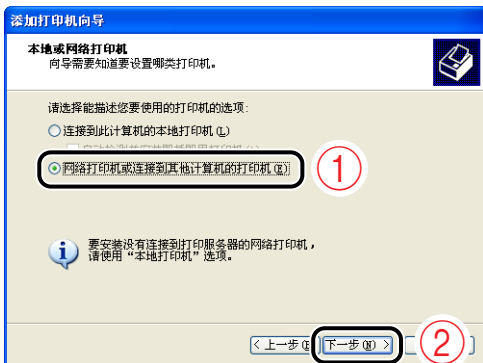 添加打印机向导
本地或网络打印机
向导需要知道要设置哪类打印机。
请选择能描述您要使用的打印机的选项:
连接到此计算机的本地打印机(L)
网络打印机或连接到其他计算机的打印机(E)
①
要安装没有连接到打印服务器的网络打印机，
请使用“本地打印机”选项。
< 上一步(B) 下一步(N) > ②